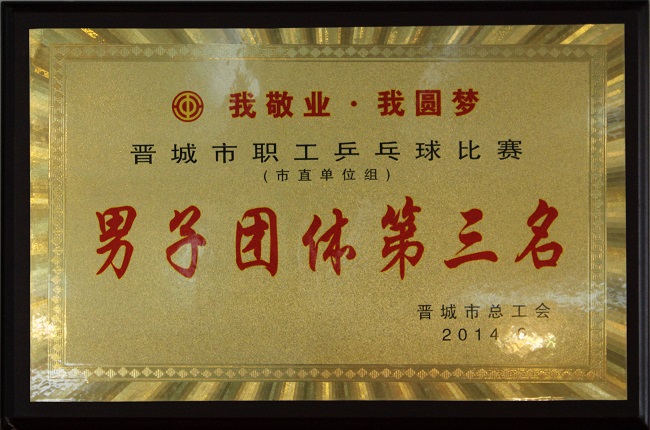 我敬业·我圆梦
晋城市职工乒乓球比赛
(市直单位组)
男子团体第三名
晋城市总工会
2014.6